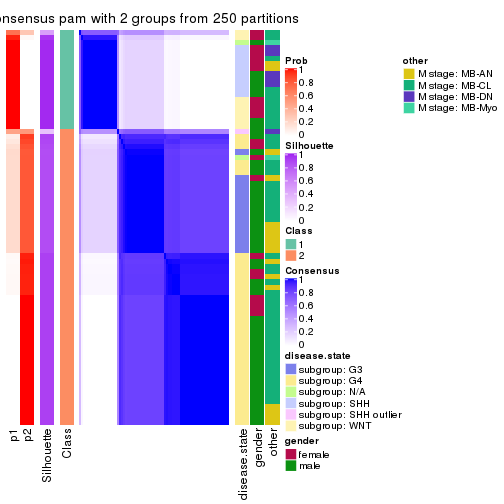 onsensus pam with 2 groups from 250 partitions
Prob
1
0.8
0.6
0.4
0.2
0
Silhouette
1
0.8
0.6
0.4
0.2
0
Class
1
2
Consensus
1
0.8
0.6
0.4
0.2
0
disease.state
subgroup: G3
subgroup: G4
subgroup: N/A
subgroup: SHH
subgroup: SHH outlier
subgroup: WNT
gender
female
male
other
M stage: MB-AN
M stage: MB-CL
M stage: MB-DN
M stage: MB-Myo
p1
p2
Silhouette
Class
disease.state
gender
other